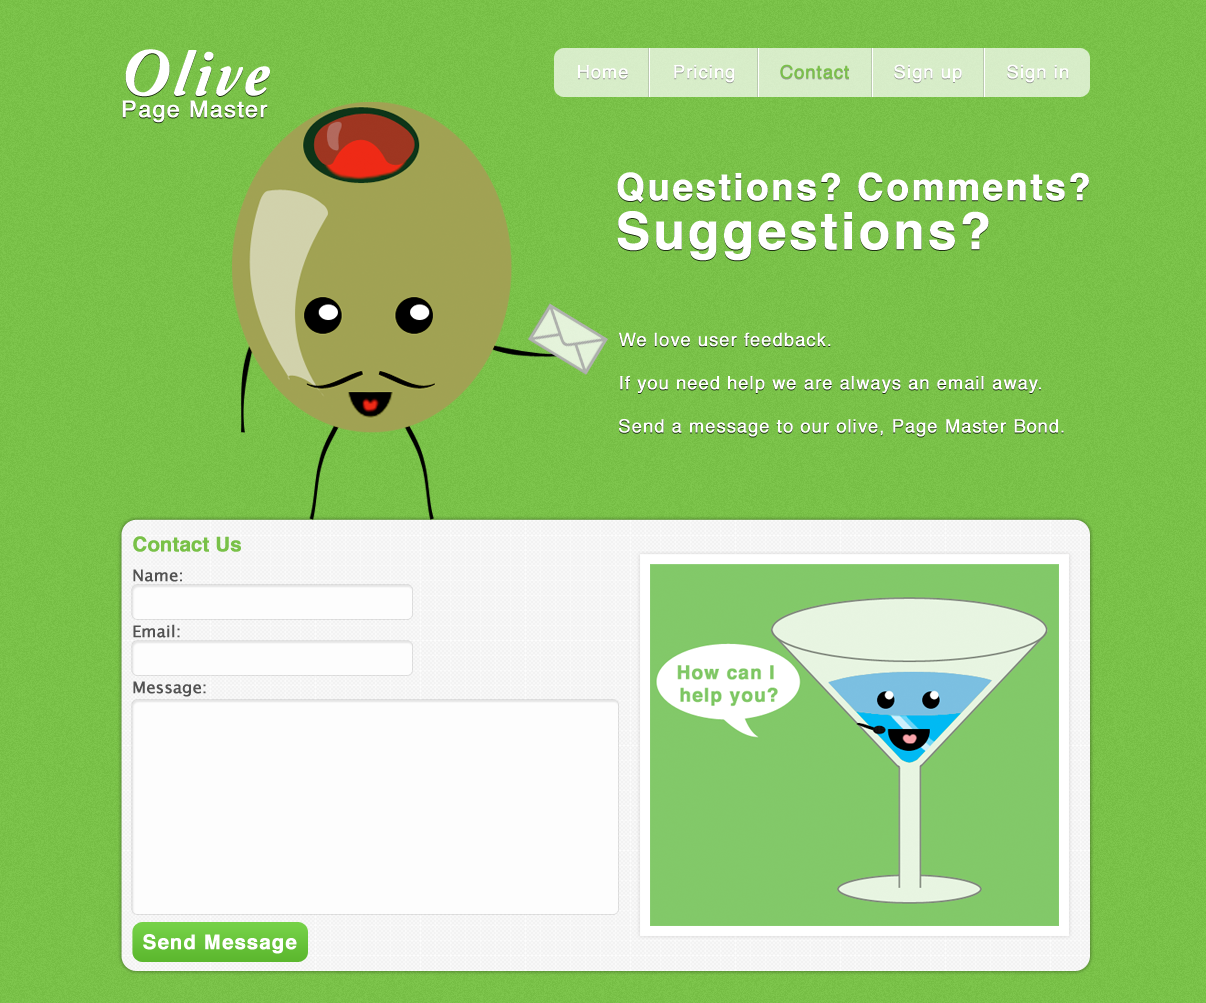 Olive
Page Master
Home Pricing Contact Sign up Sign in
Questions? Comments?
Suggestions?
We love user feedback.
If you need help we are always an email away.
Send a message to our olive, Page Master Bond.
Contact Us
Name:
Email:
Message:
Send Message
How can I
help you?